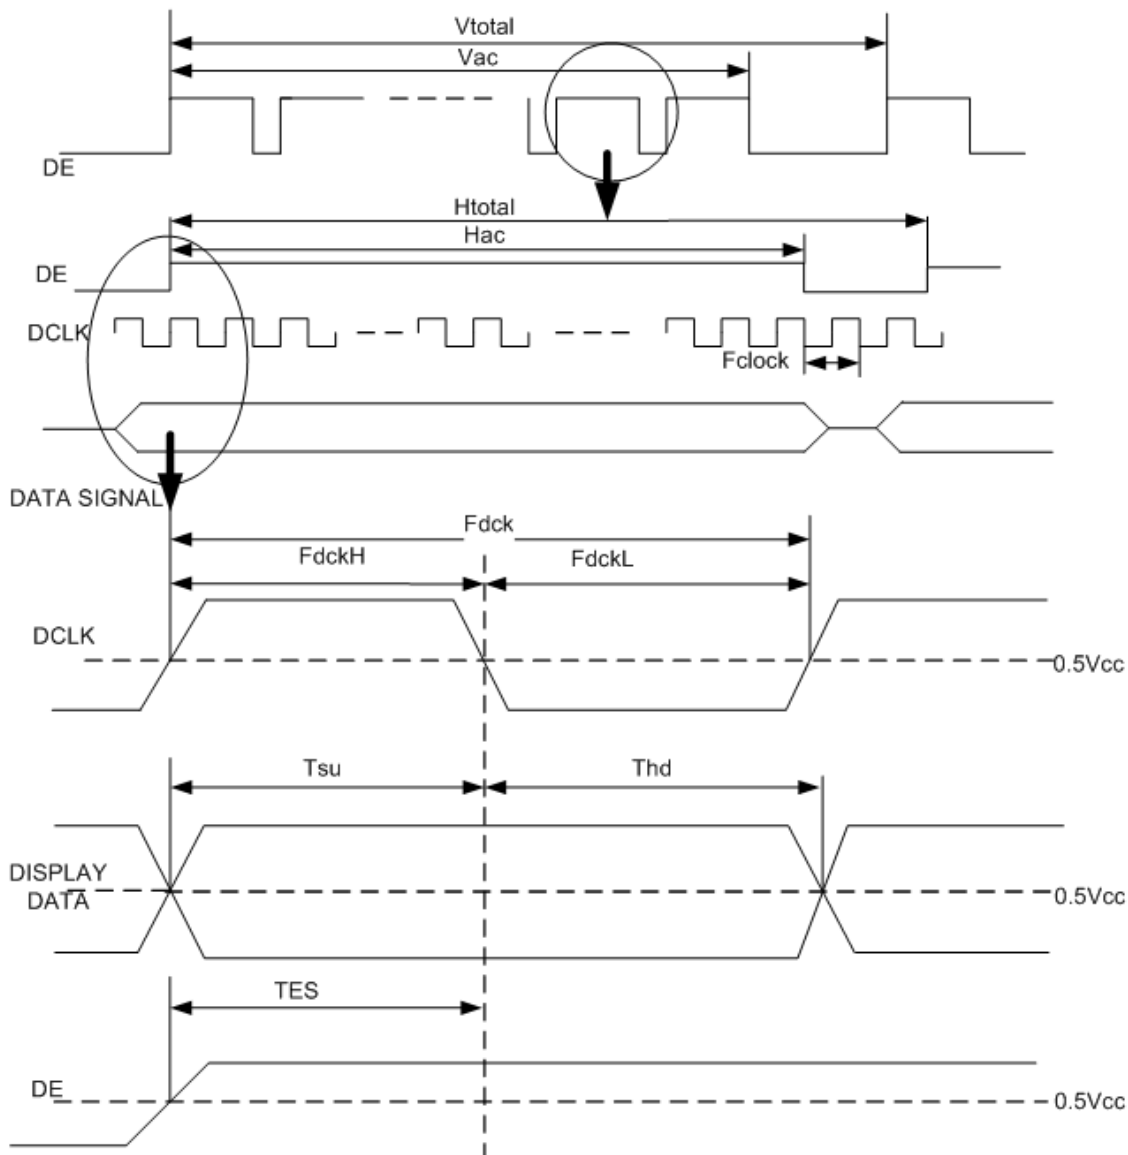 Vtotal
Vac
DE
Htotal
Hac
DE
DCLK
Fclock
DATA SIGNAL
Fdck
FdckH
FdckL
DCLK
0.5Vcc
Tsu
Thd
DISPLAY
DATA
0.5Vcc
TES
DE
0.5Vcc